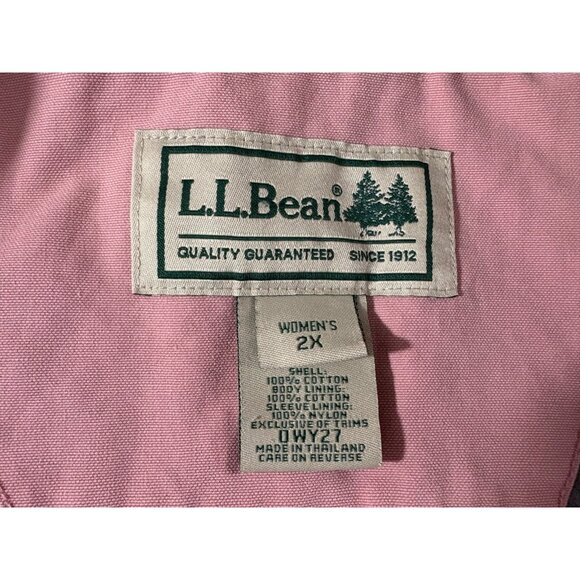 L.L.Bean®
QUALITY GUARANTEED SINCE 1912
WOMEN'S
2X
SHELL:
100% COTTON
BODY LINING:
100% COTTON
SLEEVE LINING:
100% NYLON
EXCLUSIVE OF TRIMS
0WY27
MADE IN THAILAND
CARE ON REVERSE